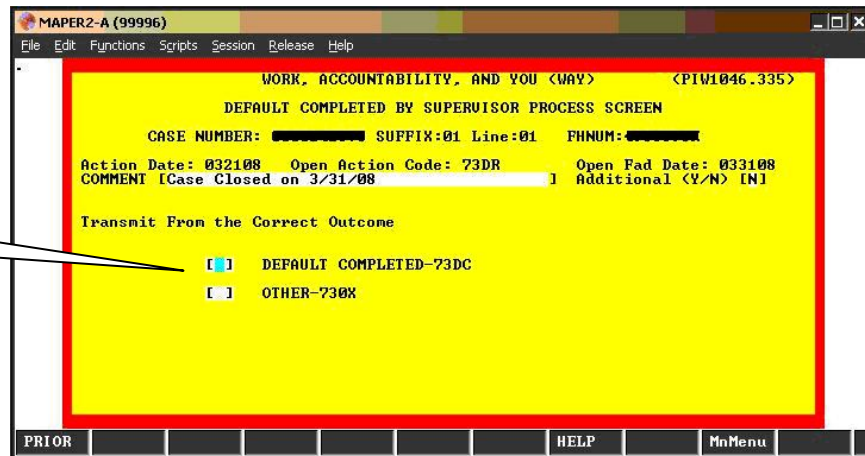 MAPER2-A (99996)
File Edit Functions Scripts Session Release Help
WORK, ACCOUNTABILITY, AND YOU (WAY) (PIW1046.335)
DEFAULT COMPLETED BY SUPERVISOR PROCESS SCREEN
CASE NUMBER: SUFFIX:01 Line:01 FHNUM:
Action Date: 032108 Open Action Code: 73DR Open Fad Date: 033108
COMMENT [Case Closed on 3/31/08 ] Additional (Y/N) [N]
Transmit From the Correct Outcome
[ ] DEFAULT COMPLETED-73DC
[ ] OTHER-730X
PRIOR HELP MnMenu